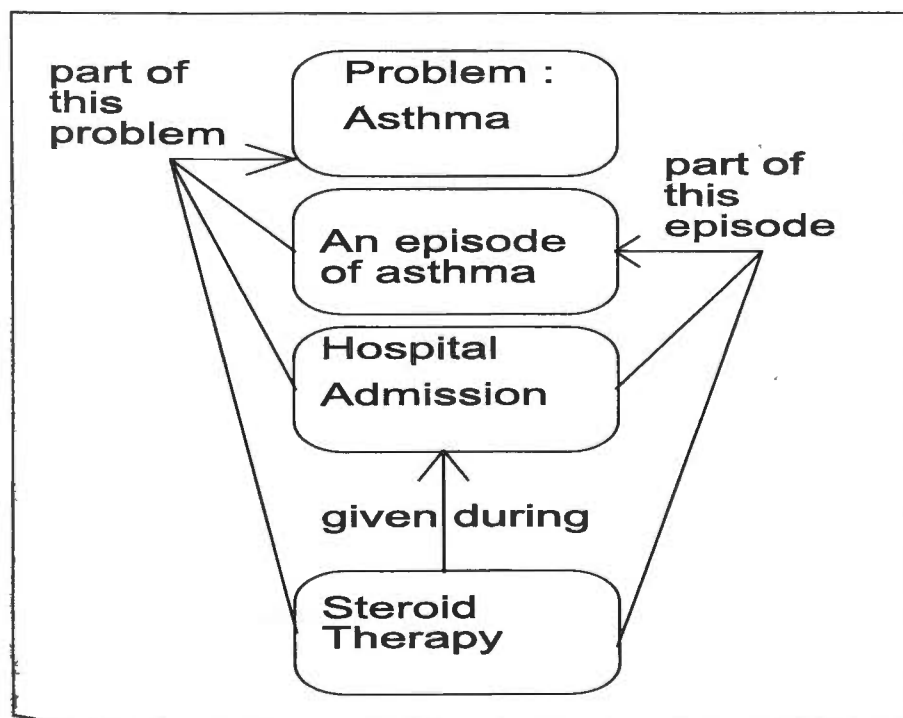 part of
this
problem
Problem :
Asthma
part of
this
episode
An episode
of asthma
Hospital
Admission
given during
Steroid
Therapy